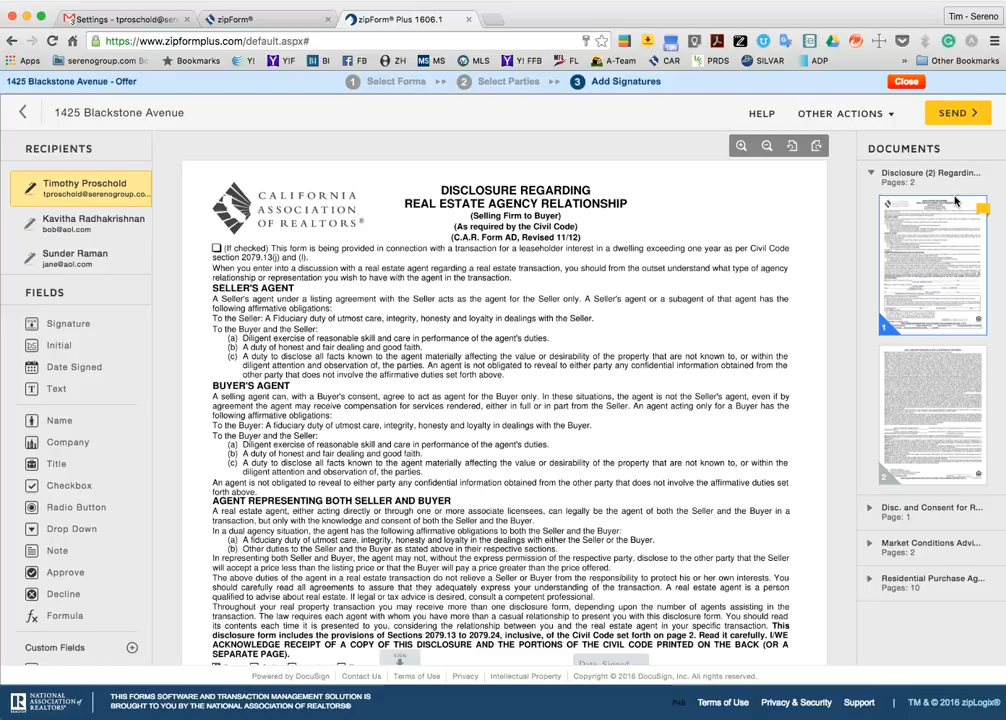 Settings - tproschold@sere
zipForm®
zipForm® Plus 1606.1
Tim - Sereno
https://www.zipformplus.com/default.aspx#
Apps
serenogroup.com
Bookmarks
Y!
Y!F
BI
FB
ZH
MS
MLS
Y! FFB
FL
A-Team
CAR
PRDS
SILVAR
ADP
»
Other Bookmarks
1425 Blackstone Avenue - Offer
1 Select Forms
2 Select Parties
3 Add Signatures
Close
1425 Blackstone Avenue
HELP
OTHER ACTIONS
SEND
RECIPIENTS
Timothy Proschold
tproschold@serenogroup.co...
Kavitha Radhakrishnan
bob@aol.com
Sunder Raman
jane@aol.com
FIELDS
Signature
Initial
Date Signed
Text
Name
Company
Title
Checkbox
Radio Button
Drop Down
Note
Approve
Decline
Formula
Custom Fields
CALIFORNIA
ASSOCIATION
OF REALTORS®
DISCLOSURE REGARDING
REAL ESTATE AGENCY RELATIONSHIP
(Selling Firm to Buyer)
(As required by the Civil Code)
(C.A.R. Form AD, Revised 11/12)
(If checked) This form is being provided in connection with a transaction for a leaseholder interest in a dwelling exceeding one year as per Civil Code
section 2079.13(j) and (l).
When you enter into a discussion with a real estate agent regarding a real estate transaction, you should from the outset understand what type of agency
relationship or representation you wish to have with the agent in the transaction.
SELLER'S AGENT
A Seller's agent under a listing agreement with the Seller acts as the agent for the Seller only. A Seller's agent or a subagent of that agent has the
following affirmative obligations:
To the Seller: A Fiduciary duty of utmost care, integrity, honesty and loyalty in dealings with the Seller.
To the Buyer and the Seller:
(a) Diligent exercise of reasonable skill and care in performance of the agent's duties.
(b) A duty of honest and fair dealing and good faith.
(c) A duty to disclose all facts known to the agent materially affecting the value or desirability of the property that are not known to, or within the
diligent attention and observation of, the parties. An agent is not obligated to reveal to either party any confidential information obtained from the
other party that does not involve the affirmative duties set forth above.
BUYER'S AGENT
A selling agent can, with a Buyer's consent, agree to act as agent for the Buyer only. In these situations, the agent is not the Seller's agent, even if by
agreement the agent may receive compensation for services rendered, either in full or in part from the Seller. An agent acting only for a Buyer has the
following affirmative obligations:
To the Buyer: A fiduciary duty of utmost care, integrity, honesty and loyalty in dealings with the Buyer.
To the Buyer and the Seller:
(a) Diligent exercise of reasonable skill and care in performance of the agent's duties.
(b) A duty of honest and fair dealing and good faith.
(c) A duty to disclose all facts known to the agent materially affecting the value or desirability of the property that are not known to, or within the
diligent attention and observation of, the parties.
An agent is not obligated to reveal to either party any confidential information obtained from the other party that does not involve the affirmative duties set
forth above.
AGENT REPRESENTING BOTH SELLER AND BUYER
A real estate agent, either acting directly or through one or more associate licensees, can legally be the agent of both the Seller and the Buyer in a
transaction, but only with the knowledge and consent of both the Seller and the Buyer.
In a dual agency situation, the agent has the following affirmative obligations to both the Seller and the Buyer:
(a) A fiduciary duty of utmost care, integrity, honesty and loyalty in the dealings with either the Seller or the Buyer.
(b) Other duties to the Seller and the Buyer as stated above in their respective sections.
In representing both Seller and Buyer, the agent may not, without the express permission of the respective party, disclose to the other party that the Seller
will accept a price less than the listing price or that the Buyer will pay a price greater than the price offered.
The above duties of the agent in a real estate transaction do not relieve a Seller or Buyer from the responsibility to protect his or her own interests. You
should carefully read all agreements to assure that they adequately express your understanding of the transaction. A real estate agent is a person
qualified to advise about real estate. If legal or tax advice is desired, consult a competent professional.
Throughout your real property transaction you may receive more than one disclosure form, depending upon the number of agents assisting in the
transaction. The law requires each agent with whom you have more than a casual relationship to present you with this disclosure form. You should read
its contents each time it is presented to you, considering the relationship between you and the real estate agent in your specific transaction. This
disclosure form includes the provisions of Sections 2079.13 to 2079.24, inclusive, of the Civil Code set forth on page 2. Read it carefully. I/WE
ACKNOWLEDGE RECEIPT OF A COPY OF THIS DISCLOSURE AND THE PORTIONS OF THE CIVIL CODE PRINTED ON THE BACK (OR A
SEPARATE PAGE).
SIGN
Date Signed
DOCUMENTS
Disclosure (2) Regardin...
Pages: 2
1
2
Disc. and Consent for R...
Page: 1
Market Conditions Advi...
Pages: 2
Residential Purchase Ag...
Pages: 10
Powered by DocuSign
Contact Us
Terms of Use
Privacy
Intellectual Property
Copyright © 2016 DocuSign Inc. All rights reserved.
NATIONAL
ASSOCIATION of
REALTORS®
THIS FORMS SOFTWARE AND TRANSACTION MANAGEMENT SOLUTION IS
BROUGHT TO YOU BY THE NATIONAL ASSOCIATION OF REALTORS®
Terms of Use
Privacy & Security
Support
TM & © 2016 zipLogix®